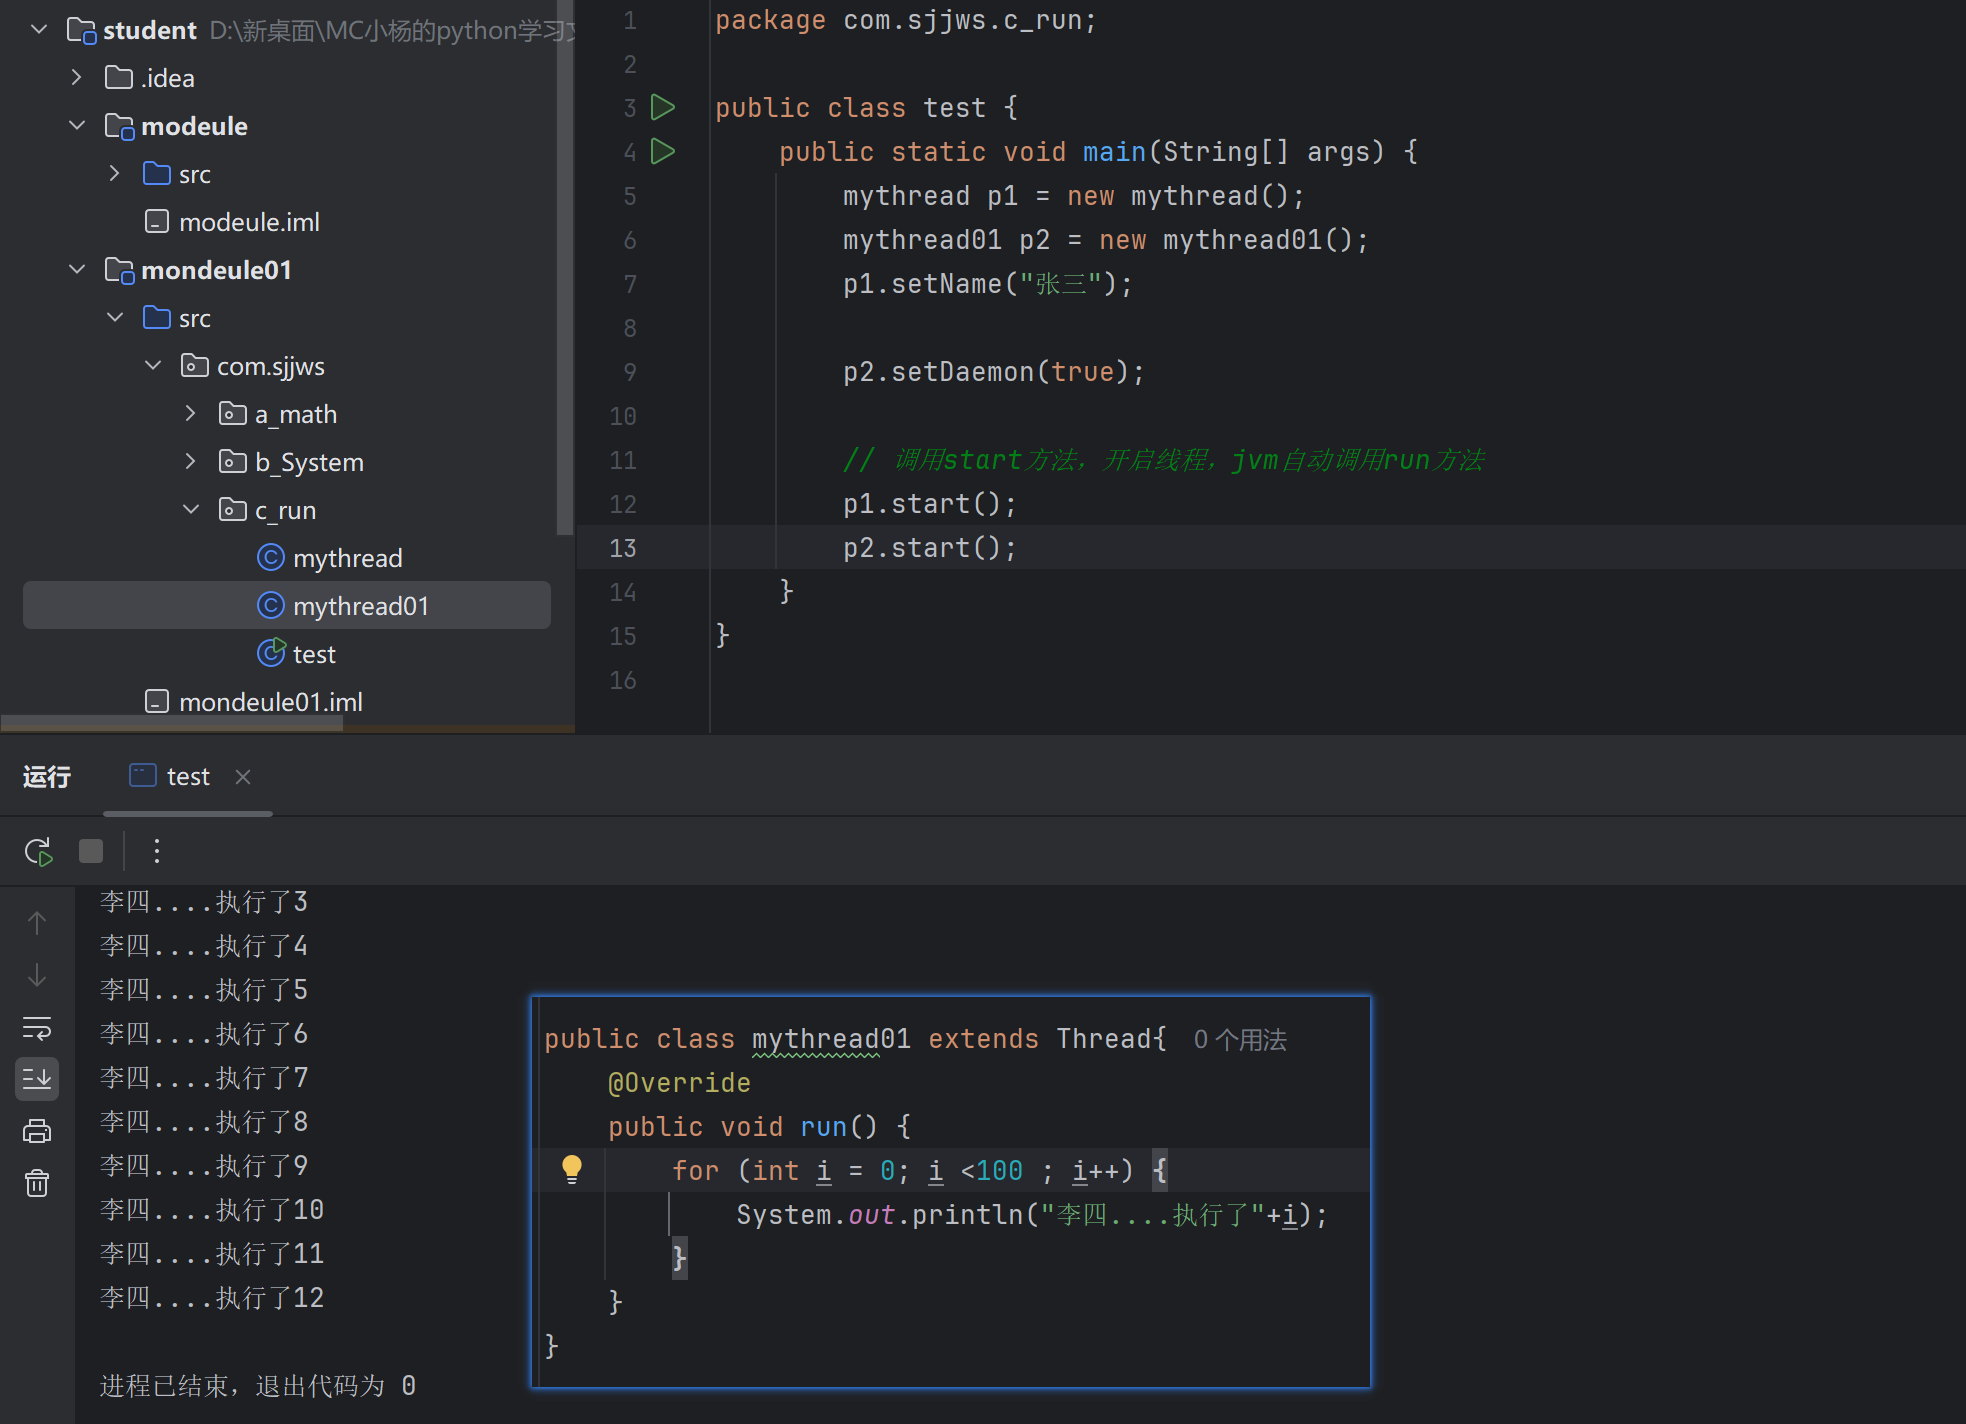 student D:\新桌面\MC小杨的python学习
.idea
modeule
src
modeule.iml
mondeule01
src
com.sjjws
a_math
b_System
c_run
mythread
mythread01
test
mondeule01.iml
1 package com.sjjws.c_run;
2
3 public class test {
4 public static void main(String[] args) {
5 mythread p1 = new mythread();
6 mythread01 p2 = new mythread01();
7 p1.setName("张三");
8
9 p2.setDaemon(true);
10
11 // 调用start方法，开启线程，jvm自动调用run方法
12 p1.start();
13 p2.start();
14 }
15 }
16
运行 test
李四....执行了3
李四....执行了4
李四....执行了5
李四....执行了6
李四....执行了7
李四....执行了8
李四....执行了9
李四....执行了10
李四....执行了11
李四....执行了12
进程已结束，退出代码为 0
public class mythread01 extends Thread{ 0 个用法
@Override
public void run() {
for (int i = 0; i <100 ; i++) {
System.out.println("李四....执行了"+i);
}
}
}